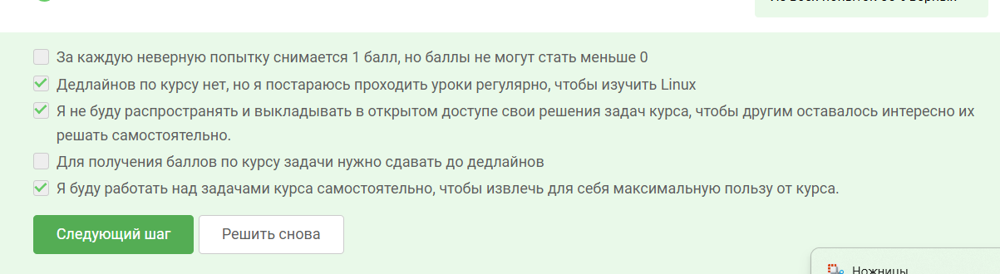 За каждую неверную попытку снимается 1 балл, но баллы не могут стать меньше 0
Дедлайнов по курсу нет, но я постараюсь проходить уроки регулярно, чтобы изучить Linux
Я не буду распространять и выкладывать в открытом доступе свои решения задач курса, чтобы другим оставалось интересно их
решать самостоятельно.
Для получения баллов по курсу задачи нужно сдавать до дедлайнов
Я буду работать над задачами курса самостоятельно, чтобы извлечь для себя максимальную пользу от курса.
Следующий шаг
Решить снова
Ножницы